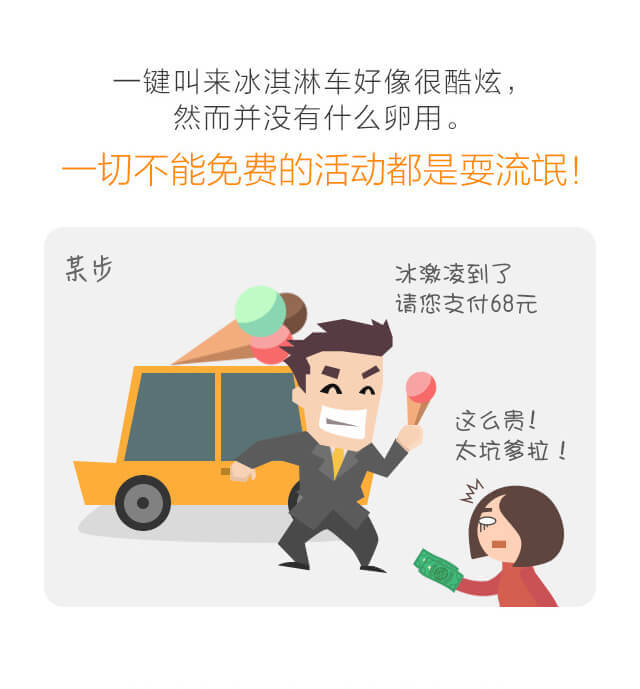 一键叫来冰淇淋车好像很酷炫，
然而并没有什么卵用。
一切不能免费的活动都是耍流氓！
某步
冰激凌到了
请您支付68元
这么贵！
太坑爹拉！